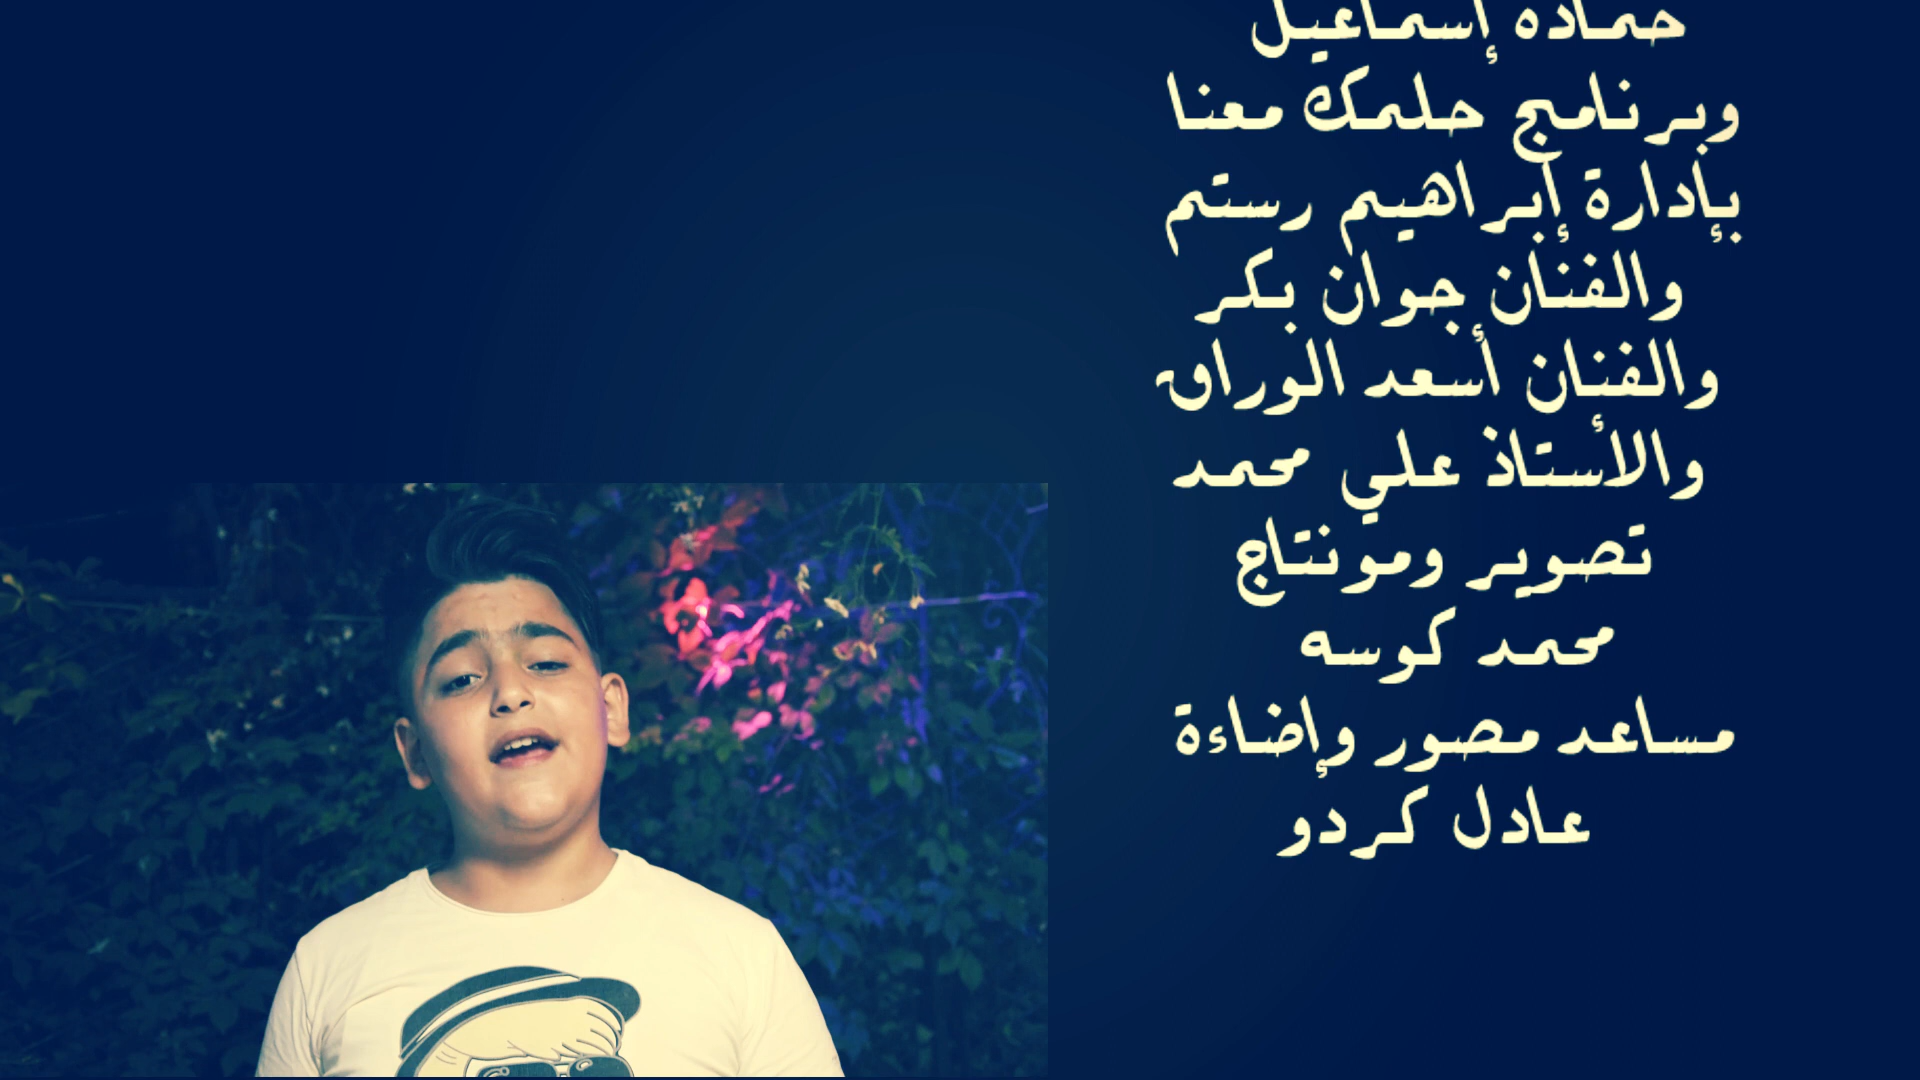 حماده إسماعيل
وبرنامج حلمك معنا
بإدارة إبراهيم رستم
والفنان جوان بكر
والفنان أسعد الوراق
والأستاذ علي محمد
تصوير ومونتاج
محمد كوسه
مساعد مصور وإضاءة
عادل كردو